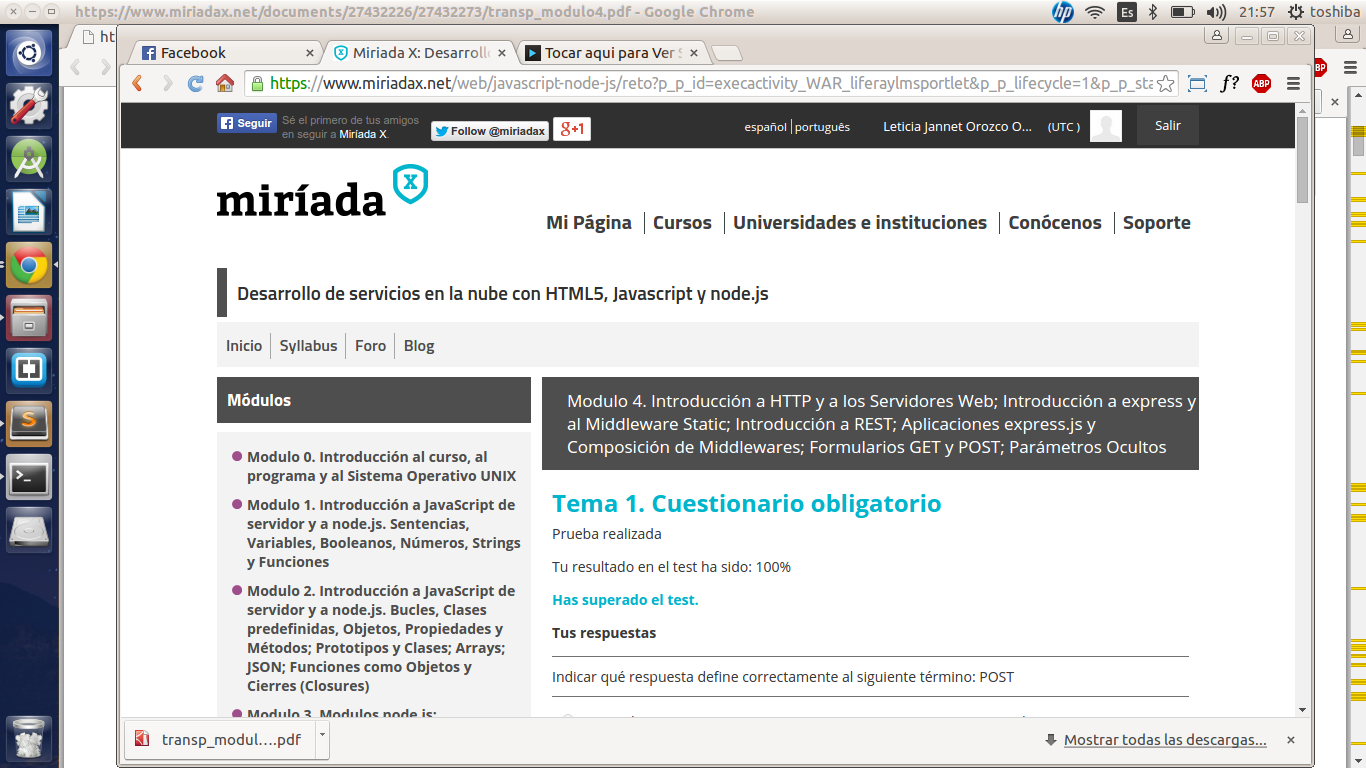 https://www.miriadax.net/documents/27432226/27432273/transp_modulo4.pdf - Google Chrome
Es
21:57
toshiba
Facebook
Miriada X: Desarroll
Tocar aqui para Ver S
https://www.miriadax.net/web/javascript-node-js/reto?p_p_id=execactivity_WAR_liferaylmsportlet&p_p_lifecycle=1&p_p_sta
f?
ABP
Seguir
Sé el primero de tus amigos
en seguir a Miríada X.
Follow @miriadax
g+1
español
português
Leticia Jannet Orozco O...
(UTC )
Salir
miríada X
Mi Página
Cursos
Universidades e instituciones
Conócenos
Soporte
Desarrollo de servicios en la nube con HTML5, Javascript y node.js
Inicio
Syllabus
Foro
Blog
Módulos
Modulo 0. Introducción al curso, al
programa y al Sistema Operativo UNIX
Modulo 1. Introducción a JavaScript de
servidor y a node.js. Sentencias,
Variables, Booleanos, Números, Strings
y Funciones
Modulo 2. Introducción a JavaScript de
servidor y a node.js. Bucles, Clases
predefinidas, Objetos, Propiedades y
Métodos; Prototipos y Clases; Arrays;
JSON; Funciones como Objetos y
Cierres (Closures)
Modulo 3. Modulos node.js;
Modulo 4. Introducción a HTTP y a los Servidores Web; Introducción a express y
al Middleware Static; Introducción a REST; Aplicaciones express.js y
Composición de Middlewares; Formularios GET y POST; Parámetros Ocultos
Tema 1. Cuestionario obligatorio
Prueba realizada
Tu resultado en el test ha sido: 100%
Has superado el test.
Tus respuestas
Indicar qué respuesta define correctamente al siguiente término: POST
transp_modul....pdf
Mostrar todas las descargas...